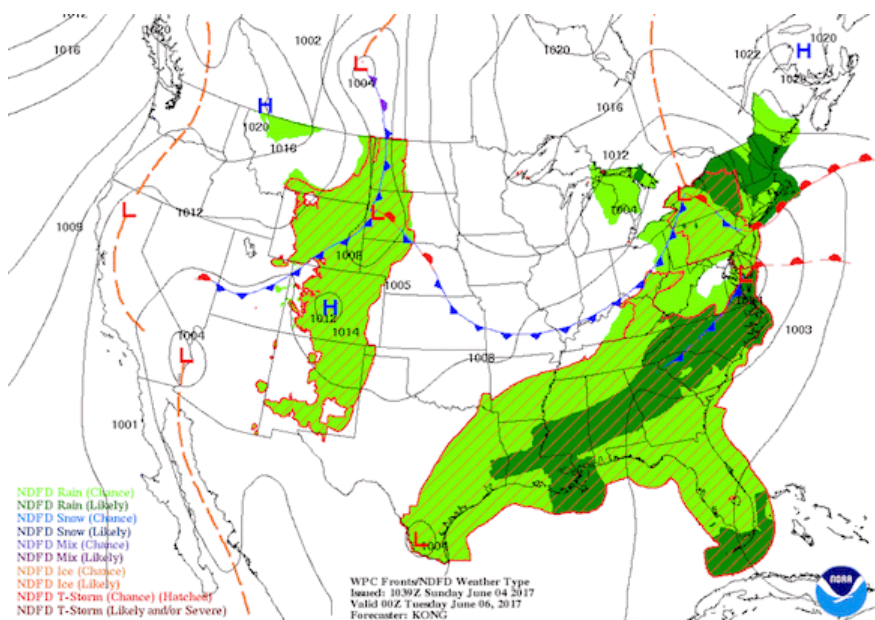 1012
1020
1016
1002
1020
1022
1020
H
1020
L
1004
H
1020
1016
1016
1012
L
1012
1009
L
1004
L
1008
1005
H
1012
1014
L
1004
L
1008
1003
1001
L
NDFD Rain (Chance)
NDFD Rain (Likely)
NDFD Snow (Chance)
NDFD Snow (Likely)
NDFD Mix (Chance)
NDFD Mix (Likely)
NDFD Ice (Chance)
NDFD Ice (Likely)
NDFD T-Storm (Chance) (Hatched)
NDFD T-Storm (Likely and/or Severe)
L
WPC Fronts/NDFD Weather Type
Issued: 1039Z Sunday June 04 2017
Valid 00Z Tuesday June 06, 2017
Forecaster: KONG
NOAA